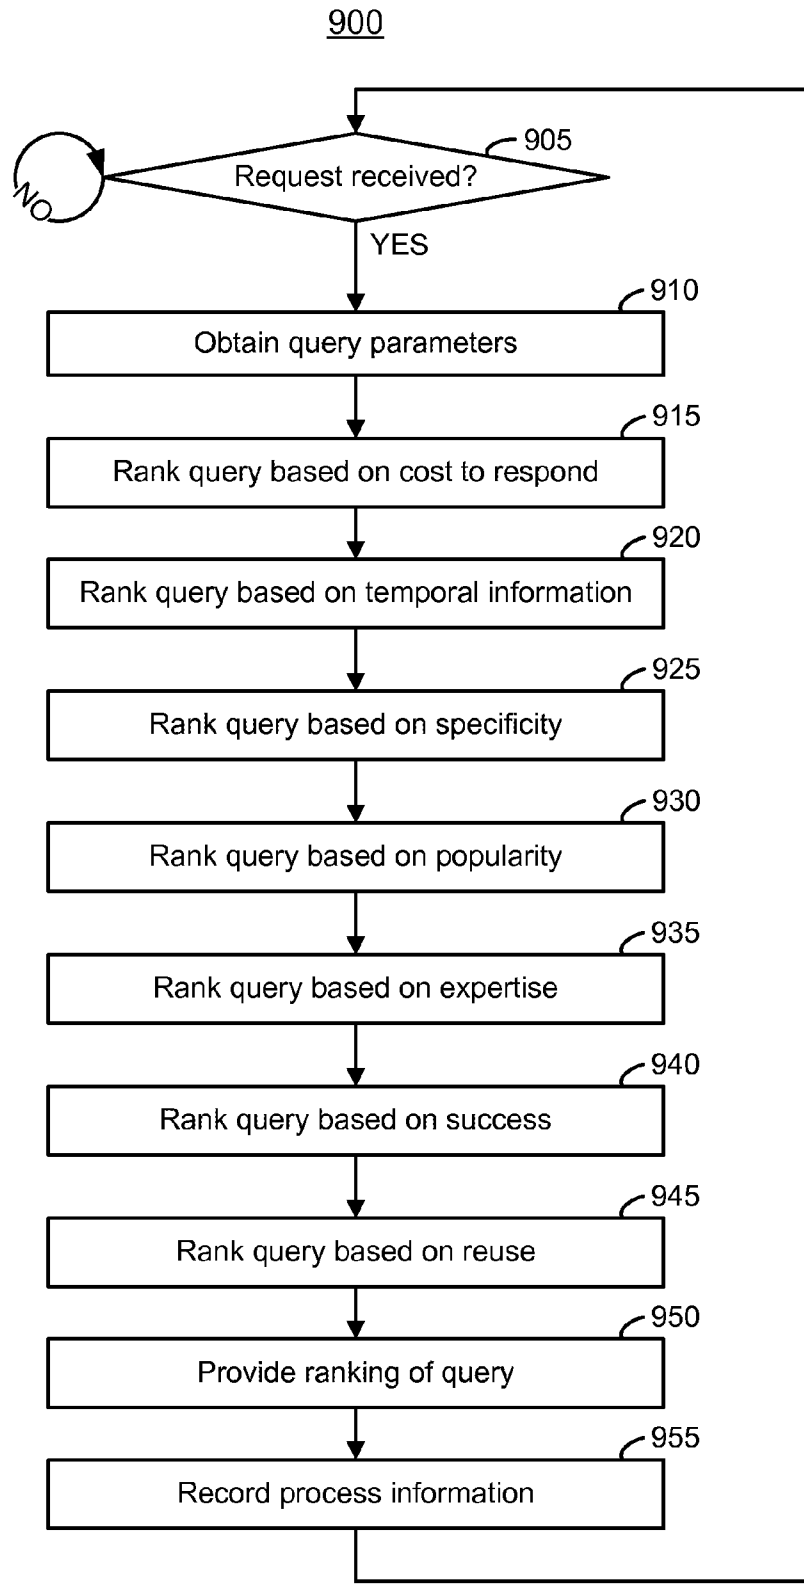 900
905
Request received?
NO
YES
910
Obtain query parameters
915
Rank query based on cost to respond
920
Rank query based on temporal information
925
Rank query based on specificity
930
Rank query based on popularity
935
Rank query based on expertise
940
Rank query based on success
945
Rank query based on reuse
950
Provide ranking of query
955
Record process information